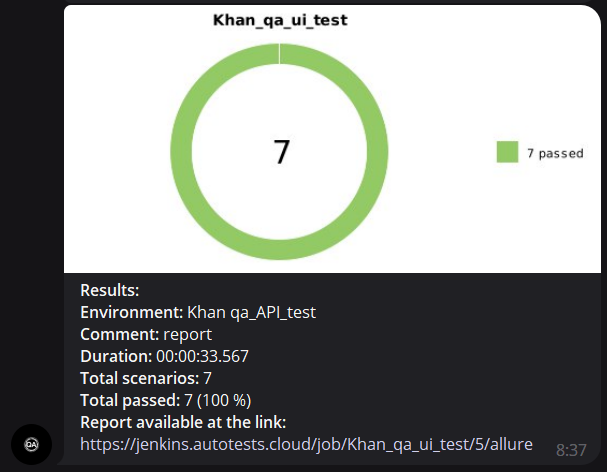 Khan_qa_ui_test
7
7 passed
Results:
Environment: Khan qa_API_test
Comment: report
Duration: 00:00:33.567
Total scenarios: 7
Total passed: 7 (100 %)
Report available at the link:
https://jenkins.autotests.cloud/job/Khan_qa_ui_test/5/allure
QA
8:37